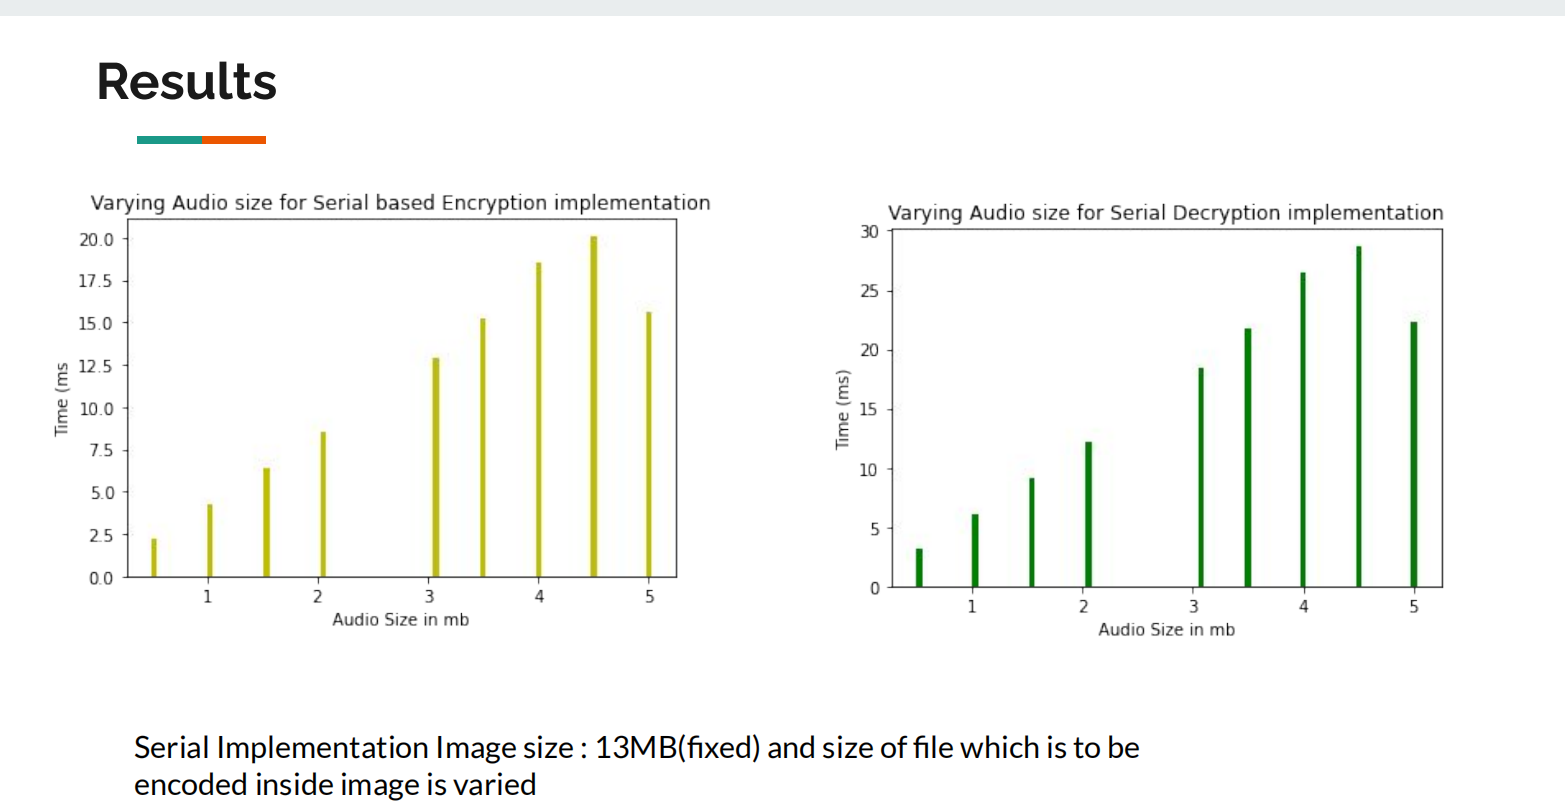 Results
Varying Audio size for Serial based Encryption implementation
20.0
17.5
15.0
12.5
10.0
7.5
5.0
2.5
0.0
Time (ms
1 2 3 4 5
Audio Size in mb
Varying Audio size for Serial Decryption implementation
30
25
20
15
10
5
0
Time (ms)
1 2 3 4 5
Audio Size in mb
Serial Implementation Image size : 13MB(fixed) and size of file which is to be
encoded inside image is varied